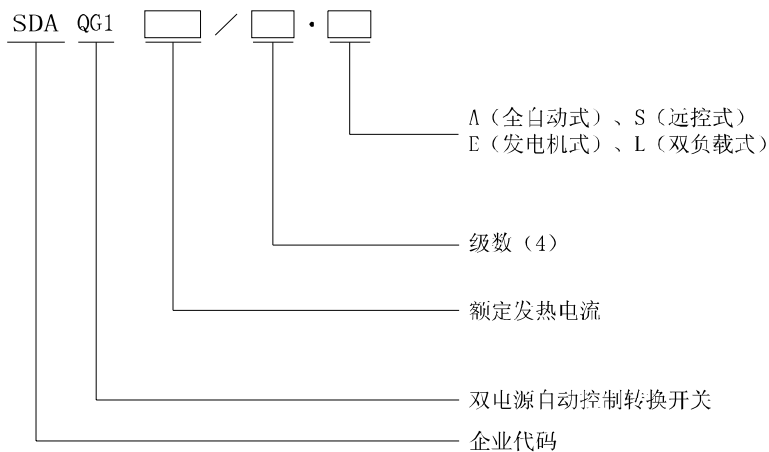 SDA QG1 / ·
A（全自动式）、S（远控式）
E（发电机式）、L（双负载式）
级数（4）
额定发热电流
双电源自动控制转换开关
企业代码